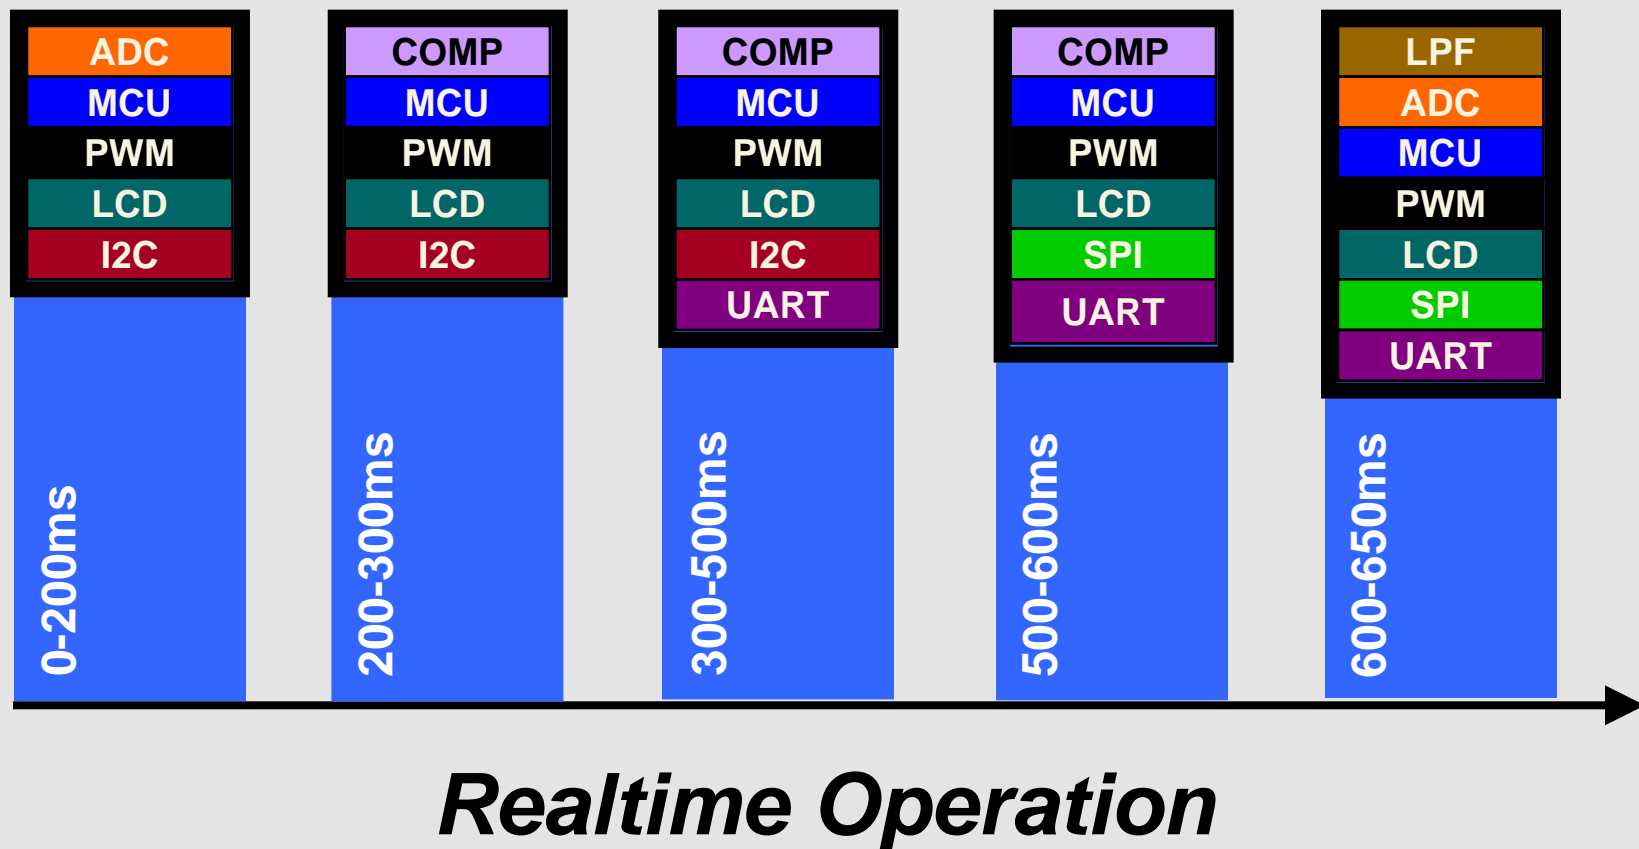 ADC
MCU
PWM
LCD
I2C
0-200ms
COMP
MCU
PWM
LCD
I2C
200-300ms
COMP
MCU
PWM
LCD
I2C
UART
300-500ms
COMP
MCU
PWM
LCD
SPI
UART
500-600ms
LPF
ADC
MCU
PWM
LCD
SPI
UART
600-650ms
Realtime Operation